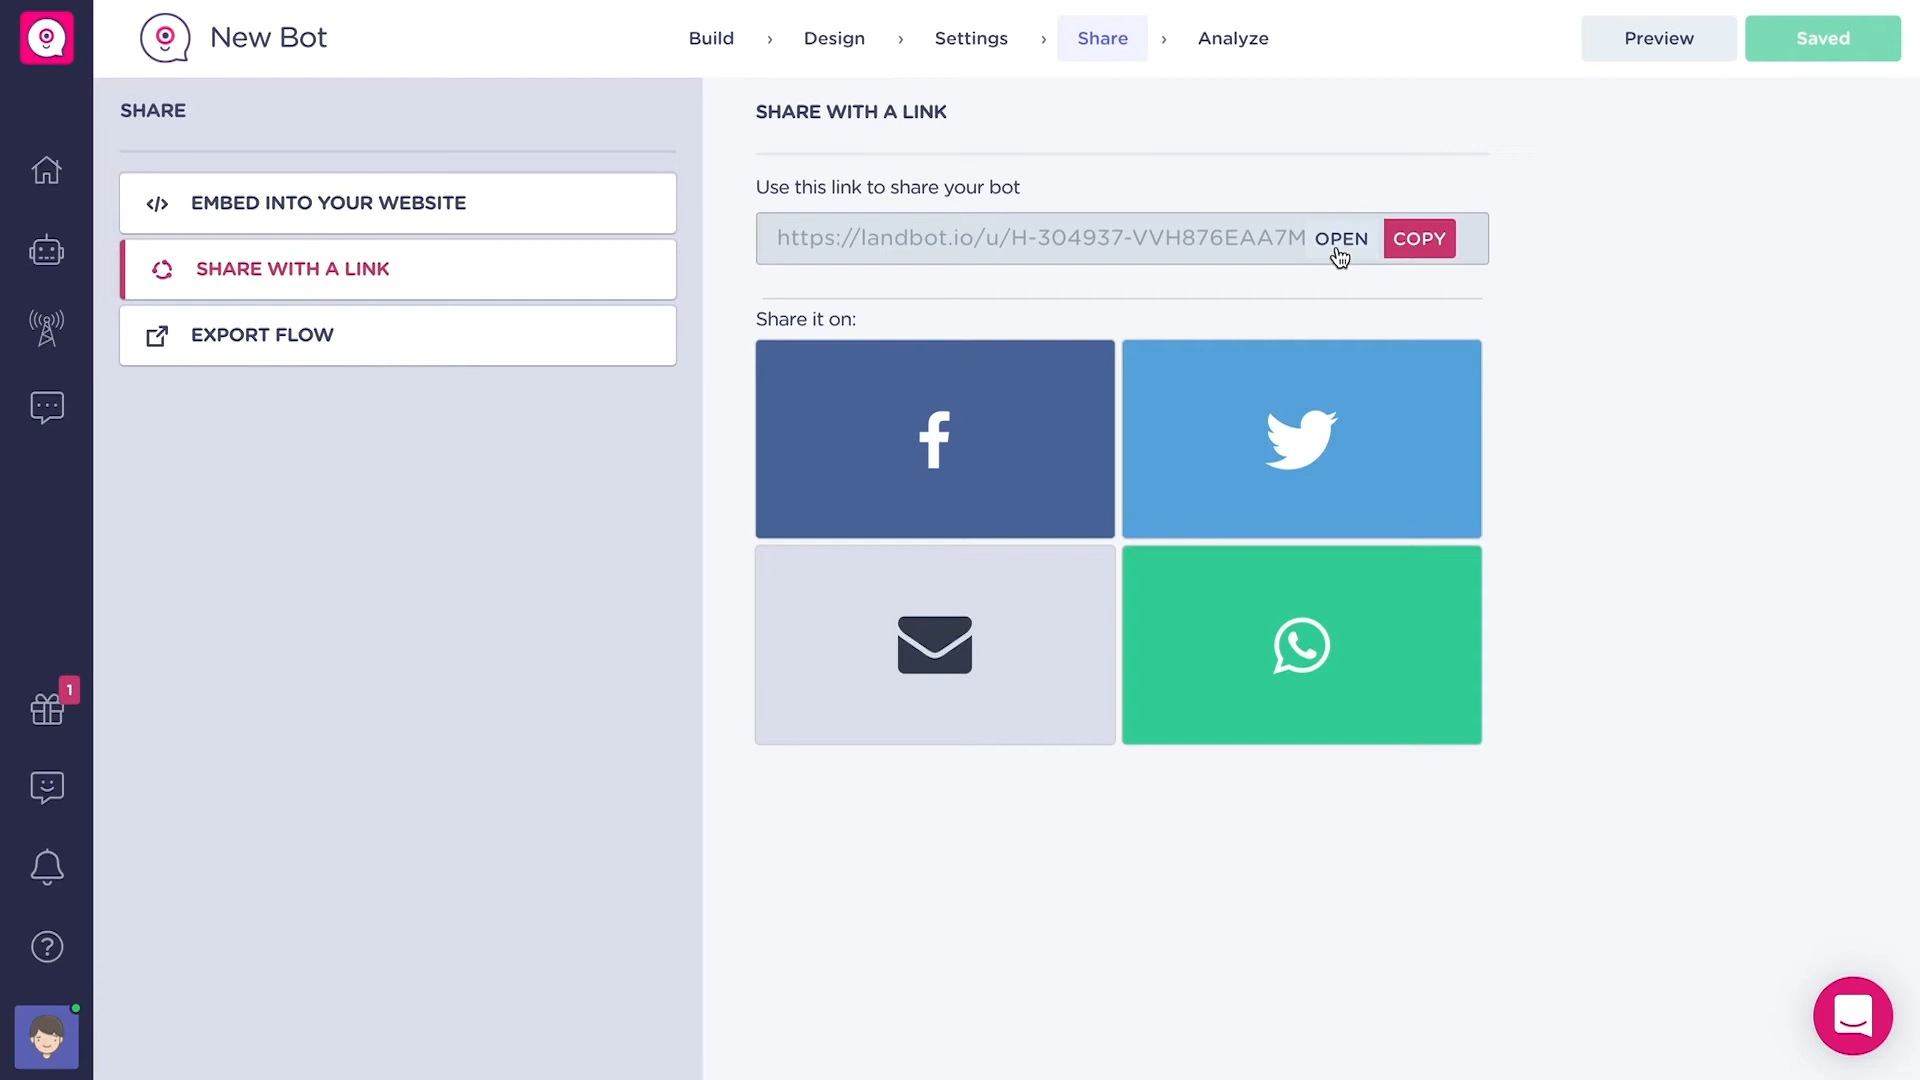 New Bot
Build › Design › Settings › Share › Analyze
Preview
Saved
SHARE
</> EMBED INTO YOUR WEBSITE
SHARE WITH A LINK
EXPORT FLOW
SHARE WITH A LINK
Use this link to share your bot
https://landbot.io/u/H-304937-VVH876EAA7M OPEN COPY
Share it on:
1
?